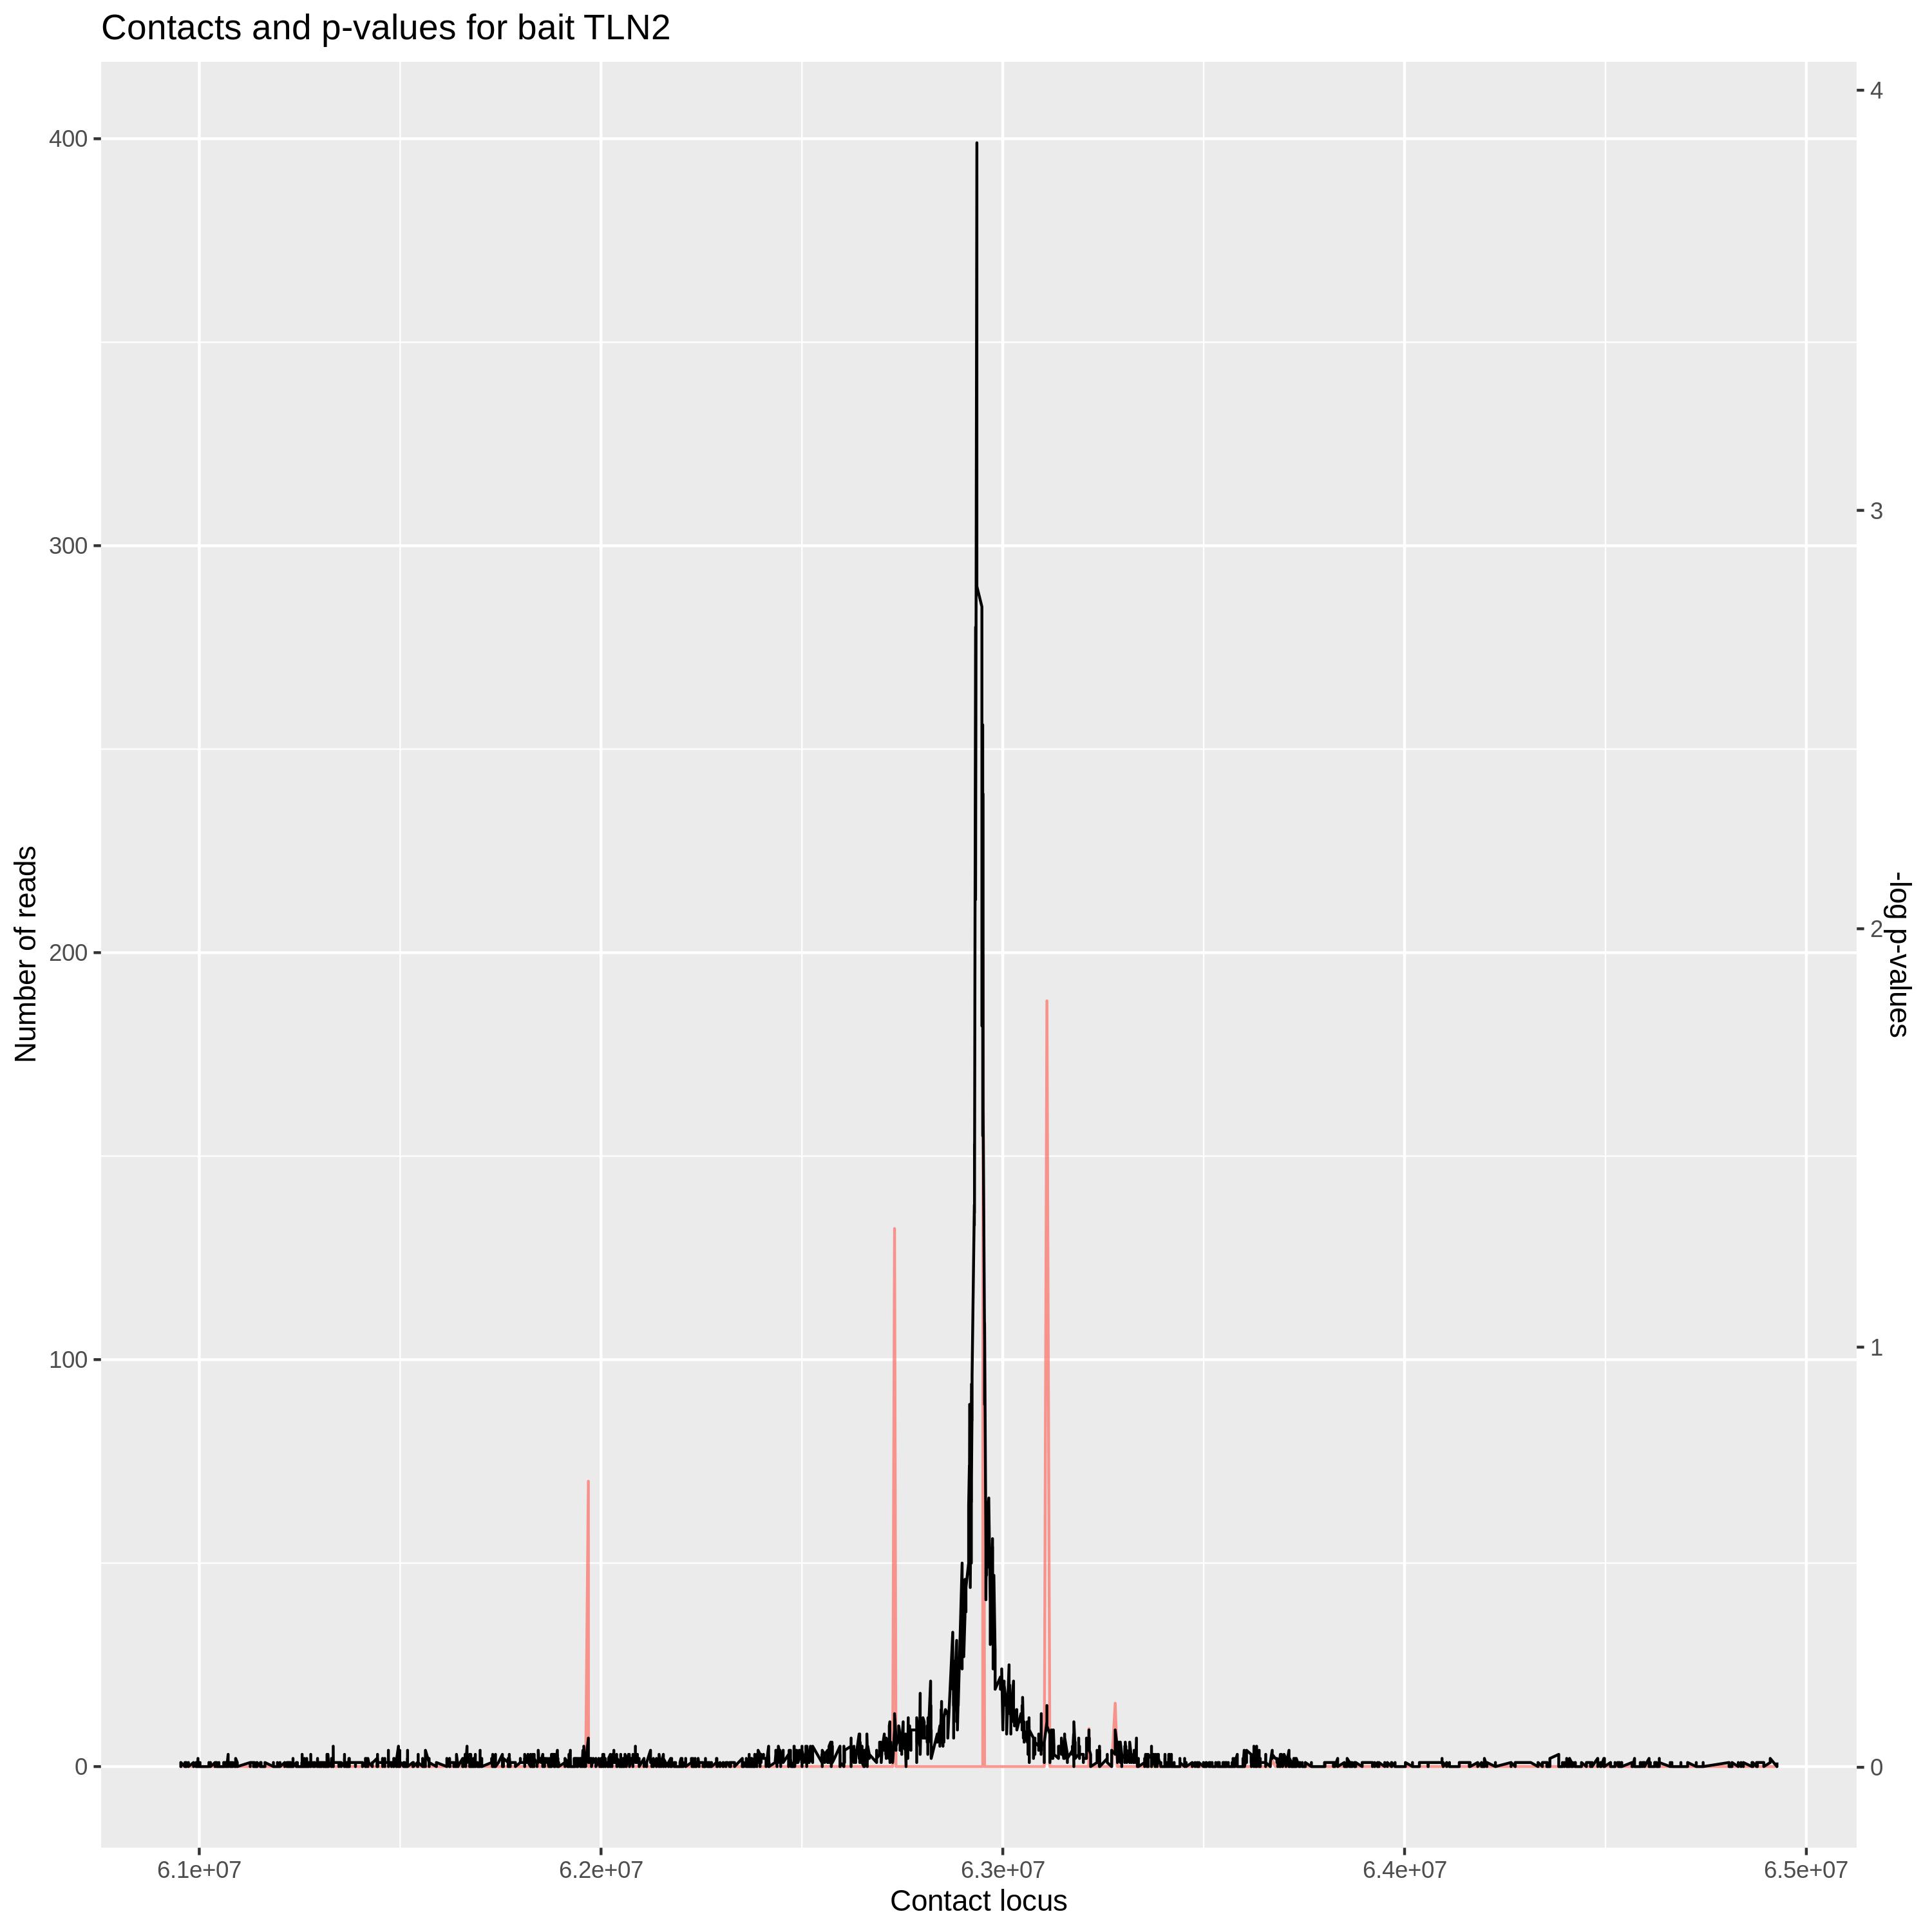 Contacts and p-values for bait TLN2
400
300
200
100
0
4
3
2
1
0
Number of reads
-log p-values
6.1e+07
6.2e+07
6.3e+07
6.4e+07
6.5e+07
Contact locus